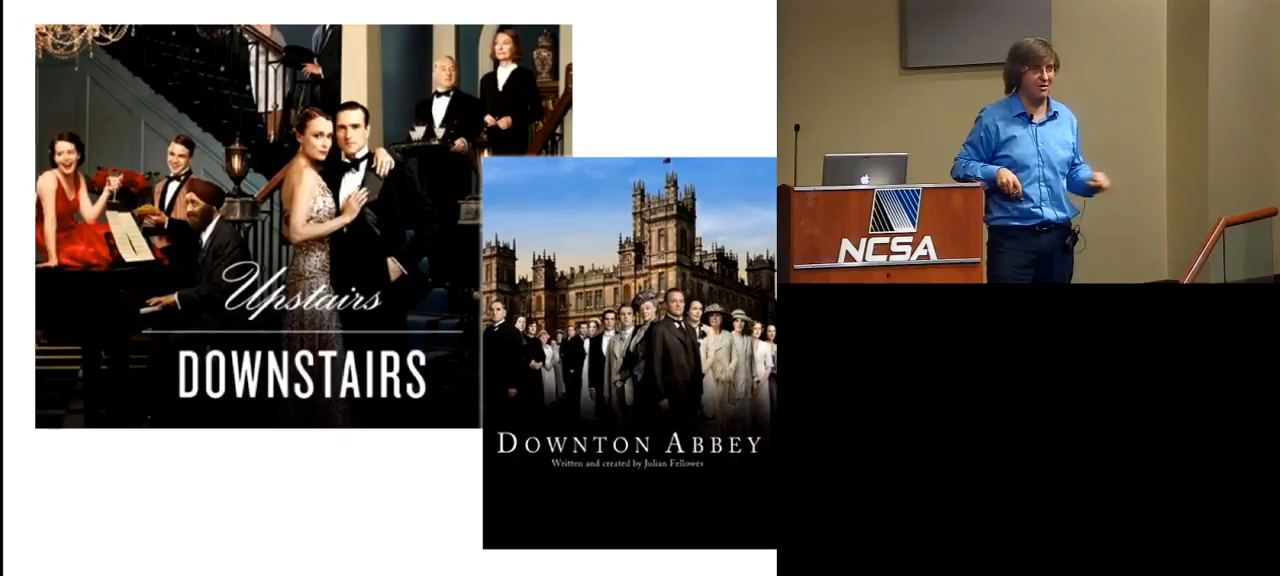 Upstairs
DOWNSTAIRS
DOWNTON ABBEY
Written and created by Julian Fellowes
NCSA